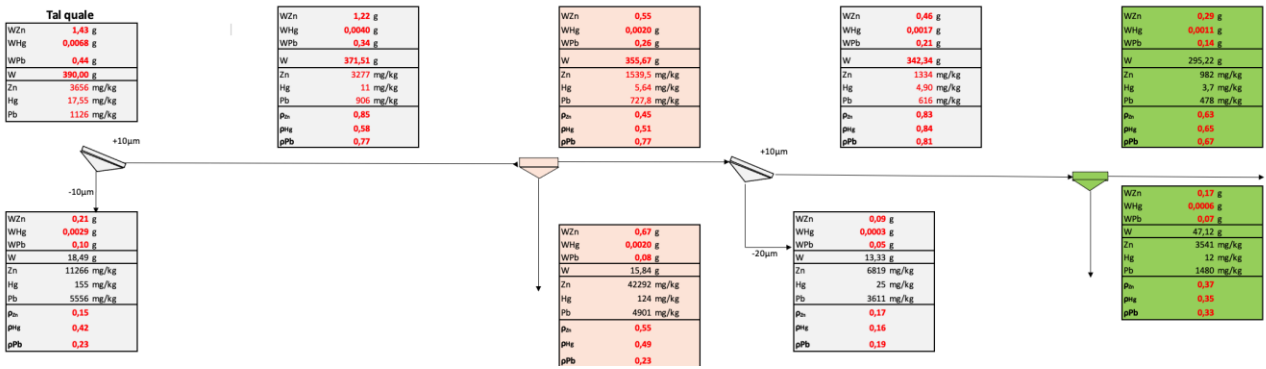 Tal quale
WZn 1,43 g
WHg 0,0068 g
WPb 0,44 g
W 390,00 g
Zn 3656 mg/kg
Hg 17,55 mg/kg
Pb 1126 mg/kg
WZn 1,22 g
WHg 0,0040 g
WPb 0,34 g
W 371,51 g
Zn 3277 mg/kg
Hg 11 mg/kg
Pb 906 mg/kg
ρZn 0,85
ρHg 0,58
ρPb 0,77
WZn 0,55 g
WHg 0,0020 g
WPb 0,26 g
W 355,67 g
Zn 1539,5 mg/kg
Hg 5,64 mg/kg
Pb 727,8 mg/kg
ρZn 0,45
ρHg 0,51
ρPb 0,77
WZn 0,46 g
WHg 0,0017 g
WPb 0,21 g
W 342,34 g
Zn 1334 mg/kg
Hg 4,90 mg/kg
Pb 616 mg/kg
ρZn 0,83
ρHg 0,84
ρPb 0,81
WZn 0,29 g
WHg 0,0011 g
WPb 0,14 g
W 295,22 g
Zn 982 mg/kg
Hg 3,7 mg/kg
Pb 478 mg/kg
ρZn 0,63
ρHg 0,65
ρPb 0,67
+10µm
-10µm
+10µm
-20µm
WZn 0,21 g
WHg 0,0029 g
WPb 0,10 g
W 18,49 g
Zn 11266 mg/kg
Hg 155 mg/kg
Pb 5556 mg/kg
ρZn 0,15
ρHg 0,42
ρPb 0,23
WZn 0,67 g
WHg 0,0020 g
WPb 0,08 g
W 15,84 g
Zn 42292 mg/kg
Hg 124 mg/kg
Pb 4901 mg/kg
ρZn 0,55
ρHg 0,49
ρPb 0,23
WZn 0,09 g
WHg 0,0003 g
WPb 0,05 g
W 13,33 g
Zn 6819 mg/kg
Hg 25 mg/kg
Pb 3611 mg/kg
ρZn 0,17
ρHg 0,16
ρPb 0,19
WZn 0,17 g
WHg 0,0006 g
WPb 0,07 g
W 47,12 g
Zn 3541 mg/kg
Hg 12 mg/kg
Pb 1480 mg/kg
ρZn 0,37
ρHg 0,35
ρPb 0,33